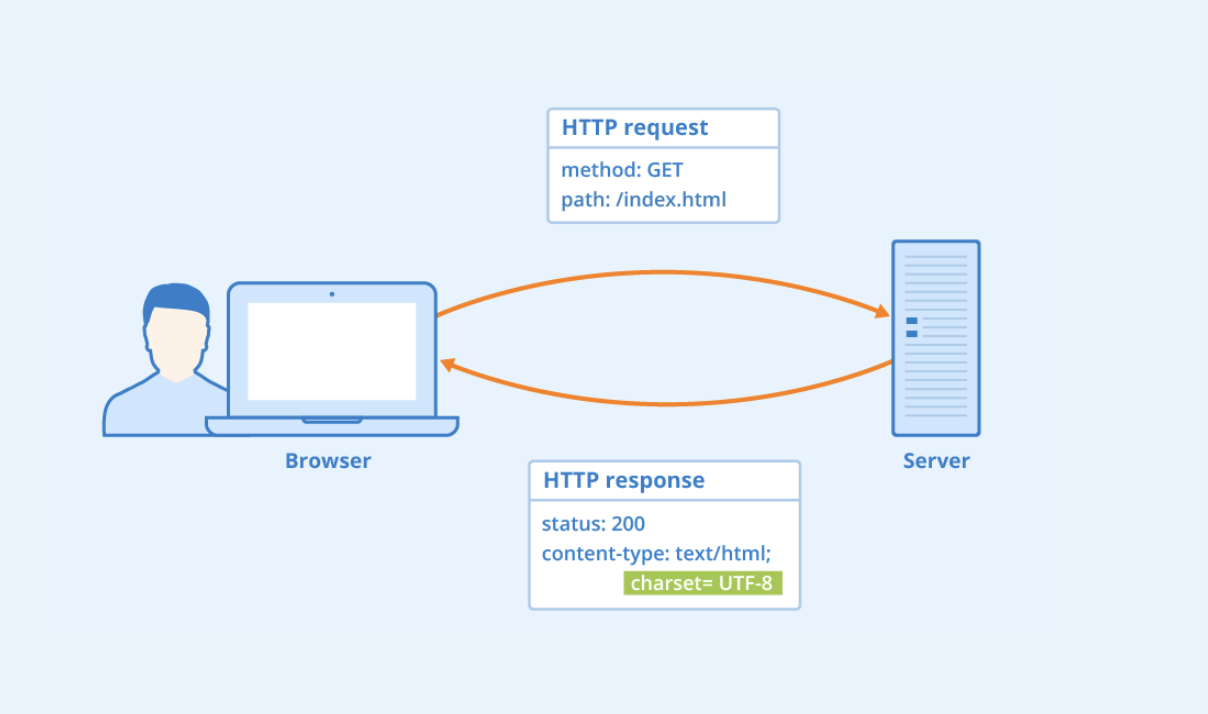 HTTP request
method: GET
path: /index.html
Browser
Server
HTTP response
status: 200
content-type: text/html;
charset= UTF-8